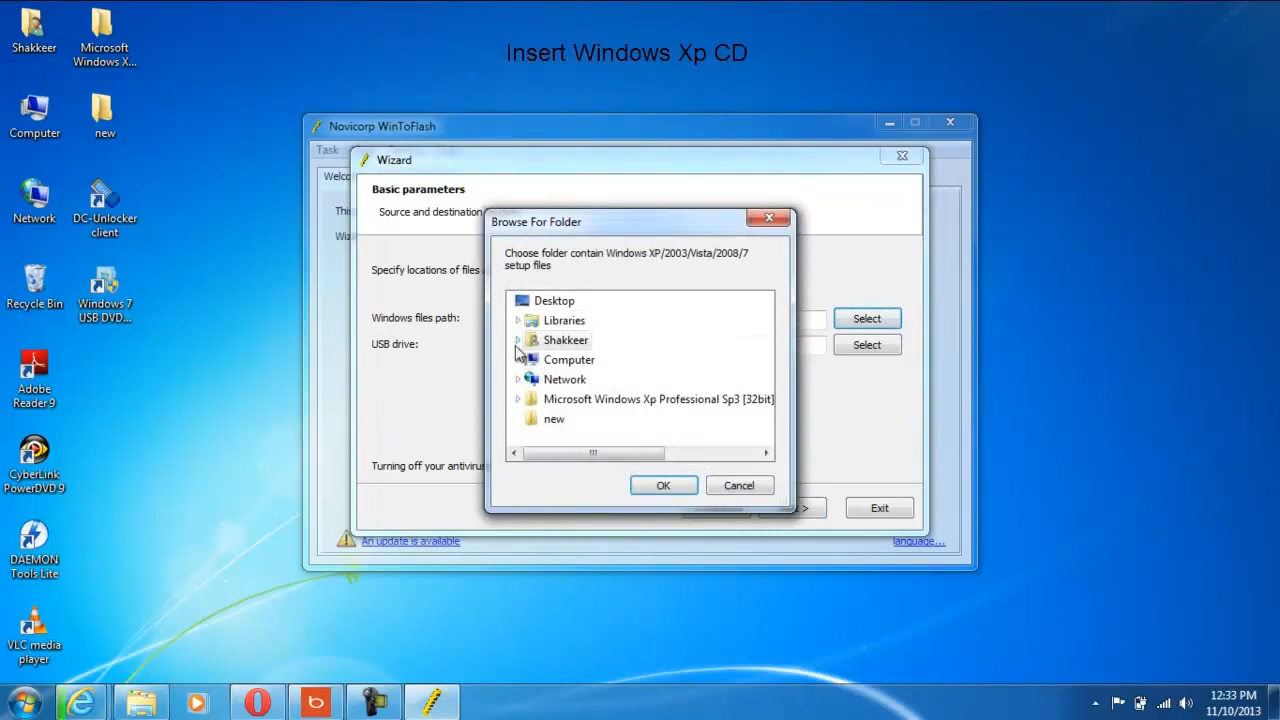 Insert Windows Xp CD
Shakkeer
Microsoft
Windows X...
Computer
new
Network
DC-Unlocker
client
Recycle Bin
Windows 7
USB DVD...
Adobe
Reader 9
CyberLink
PowerDVD 9
DAEMON
Tools Lite
VLC media
player
Novicorp WinToFlash
Task
Welco
This
Wiz
Wizard
Basic parameters
Source and destination
Specify locations of files
Windows files path:
Select
USB drive:
Select
Turning off your antivirus
>
Exit
An update is available
language...
Browse For Folder
Choose folder contain Windows XP/2003/Vista/2008/7
setup files
Desktop
Libraries
Shakkeer
Computer
Network
Microsoft Windows Xp Professional Sp3 [32bit]
new
OK
Cancel
12:33 PM
11/10/2013